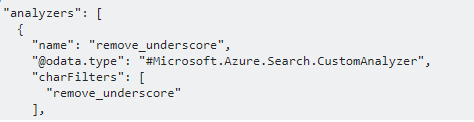 "analyzers": [
{
"name": "remove_underscore",
"@odata.type": "#Microsoft.Azure.Search.CustomAnalyzer",
"charFilters": [
"remove_underscore"
],